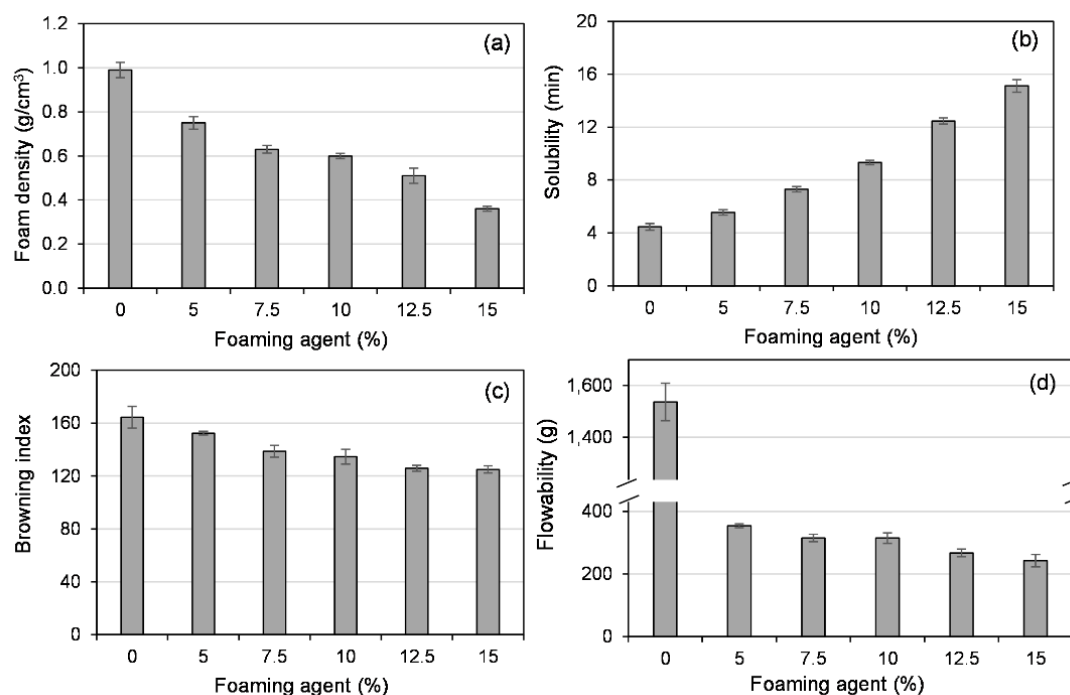 (a)
Foam density (g/cm³)
1.2
1.0
0.8
0.6
0.4
0.2
0.0
0 5 7.5 10 12.5 15
Foaming agent (%)
(b)
Solubility (min)
20
16
12
8
4
0
0 5 7.5 10 12.5 15
Foaming agent (%)
(c)
Browning index
200
160
120
80
40
0
0 5 7.5 10 12.5 15
Foaming agent (%)
(d)
Flowability (g)
1,600
1,400
400
200
0
0 5 7.5 10 12.5 15
Foaming agent (%)